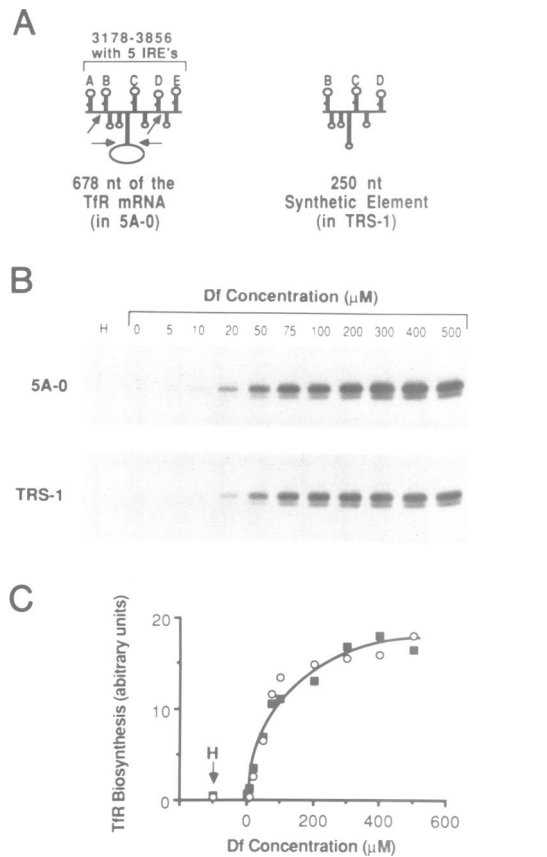 A
3178-3856
with 5 IRE's
A B C D E
B C D
678 nt of the
TfR mRNA
(in 5A-0)
250 nt
Synthetic Element
(in TRS-1)
B
Df Concentration (μM)
H 0 5 10 20 50 75 100 200 300 400 500
5A-0
TRS-1
C
TfR Biosynthesis (abitrary units)
20
10
0
H
0 200 400 600
Df Concentration (μM)